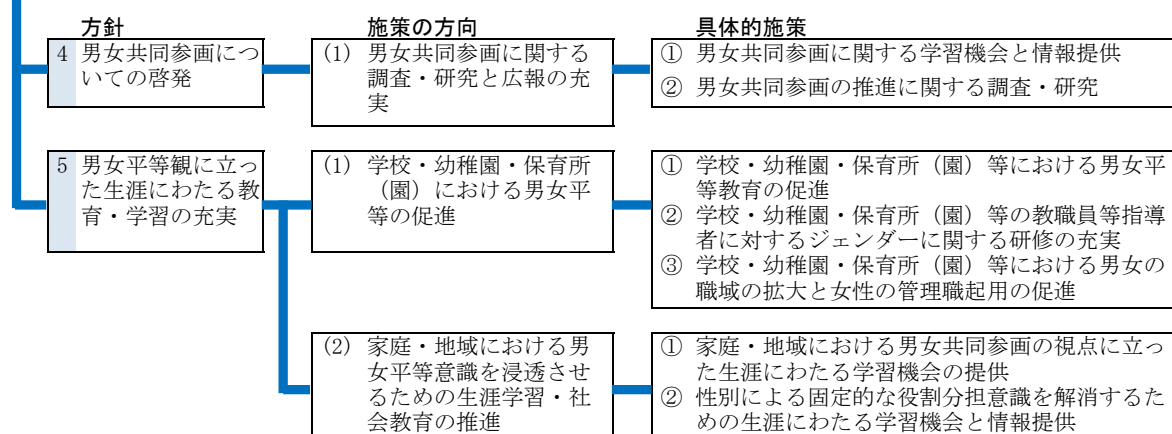 方針
施策の方向
具体的施策
4 男女共同参画につ
いての啓発
(1) 男女共同参画に関する
調査・研究と広報の充
実
① 男女共同参画に関する学習機会と情報提供
② 男女共同参画の推進に関する調査・研究
5 男女平等観に立っ
た生涯にわたる教
育・学習の充実
(1) 学校・幼稚園・保育所
（園）における男女平
等の促進
① 学校・幼稚園・保育所（園）等における男女平
等教育の促進
② 学校・幼稚園・保育所（園）等の教職員等指導
者に対するジェンダーに関する研修の充実
③ 学校・幼稚園・保育所（園）等における男女の
職域の拡大と女性の管理職起用の促進
(2) 家庭・地域における男
女平等意識を浸透させ
るための生涯学習・社
会教育の推進
① 家庭・地域における男女共同参画の視点に立っ
た生涯にわたる学習機会の提供
② 性別による固定的な役割分担意識を解消するた
めの生涯にわたる学習機会と情報提供